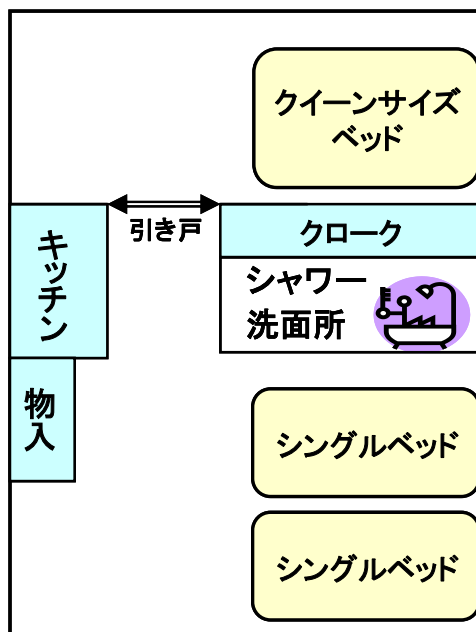 クイーンサイズ
ベッド
引き戸
キッチン
クローク
シャワー
洗面所
物入
シングルベッド
シングルベッド